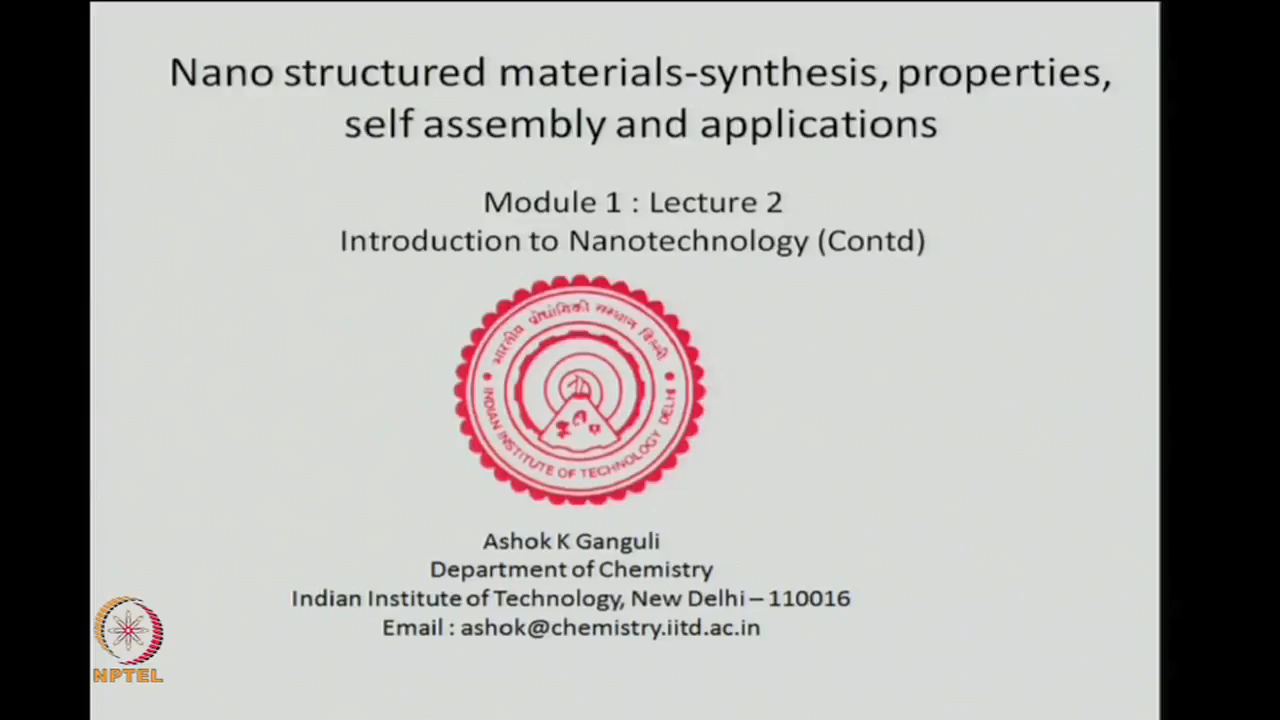 Nano structured materials-synthesis, properties,
self assembly and applications
Module 1 : Lecture 2
Introduction to Nanotechnology (Contd)
भारतीय प्रौद्योगिकी संस्थान दिल्ली
INDIAN INSTITUTE OF TECHNOLOGY DELHI
Ashok K Ganguli
Department of Chemistry
Indian Institute of Technology, New Delhi – 110016
Email : ashok@chemistry.iitd.ac.in
NPTEL